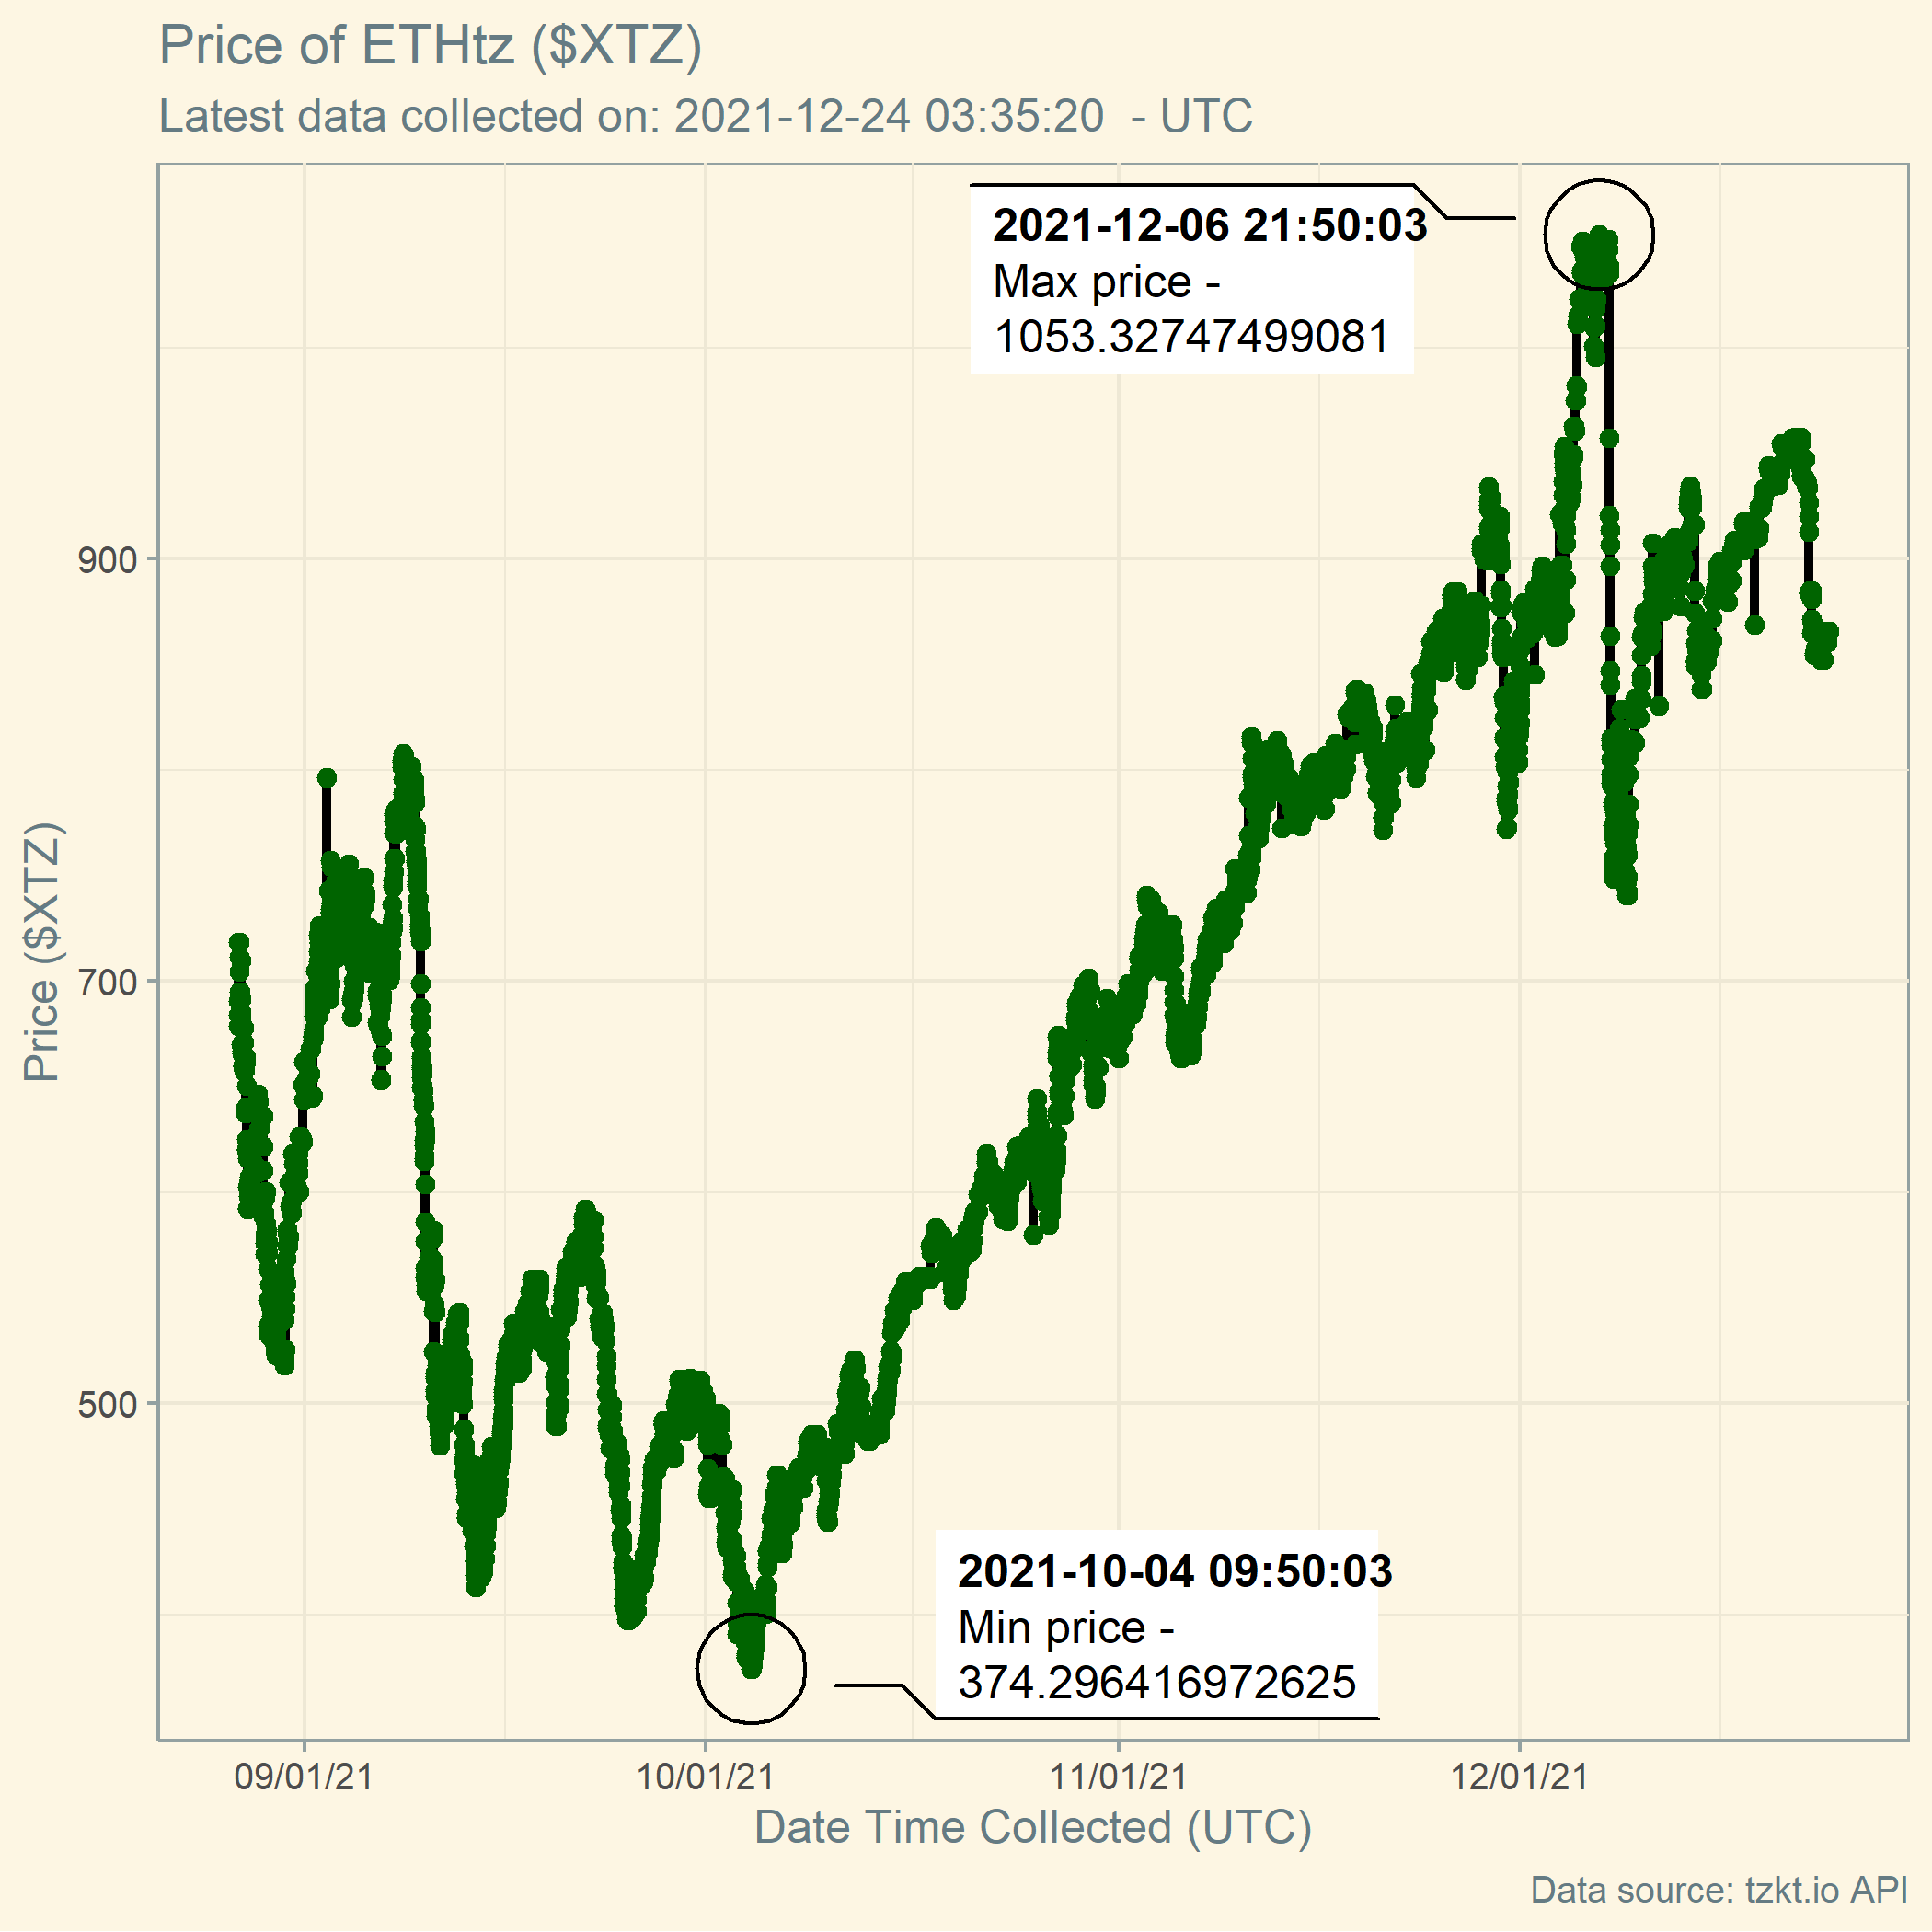 Price of ETHtz ($XTZ)
Latest data collected on: 2021-12-24 03:35:20  - UTC
2021-12-06 21:50:03
Max price -
1053.32747499081
900
700
500
Price ($XTZ)
2021-10-04 09:50:03
Min price -
374.296416972625
09/01/21
10/01/21
11/01/21
12/01/21
Date Time Collected (UTC)
Data source: tzkt.io API